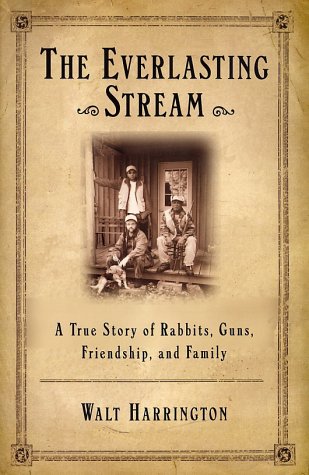 THE EVERLASTING
STREAM
A True Story of Rabbits, Guns,
Friendship, and Family
WALT HARRINGTON